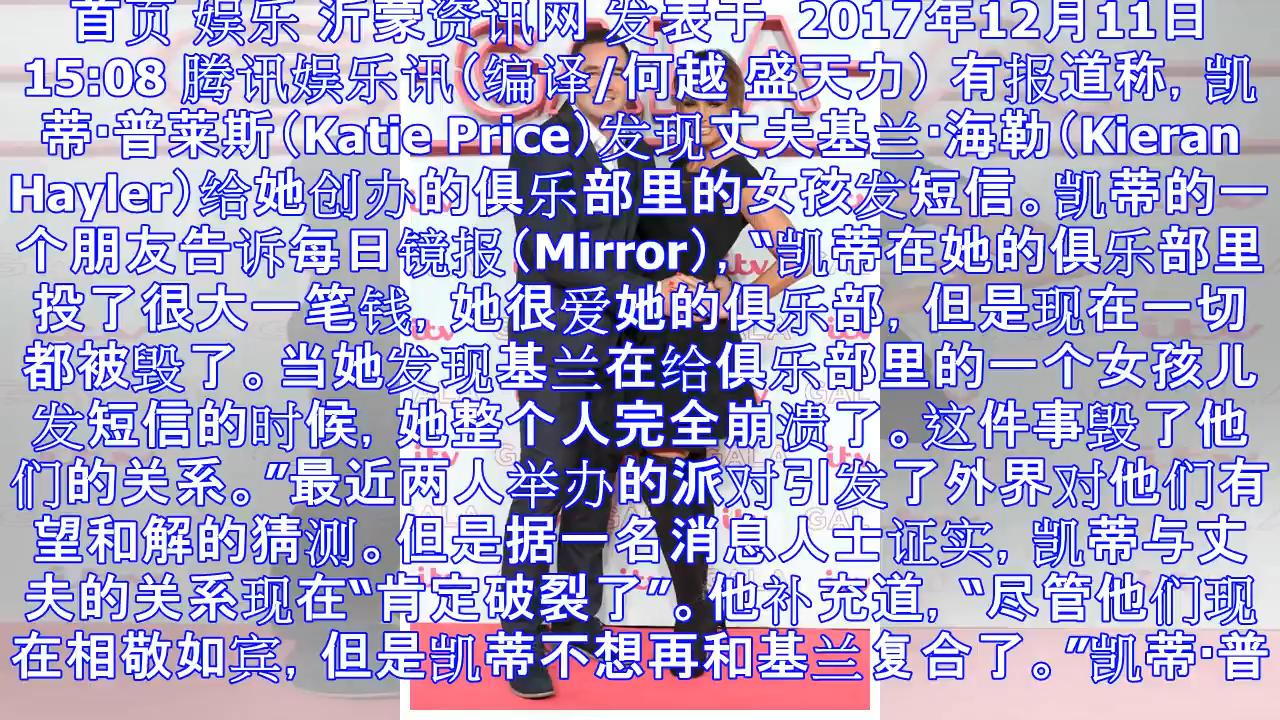 首页 娱乐 沂蒙资讯网 发表于 2017年12月11日
15:08 腾讯娱乐讯（编译/何越 盛天力） 有报道称, 凯
蒂·普莱斯（Katie Price）发现丈夫基兰·海勒（Kieran
Hayler）给她创办的俱乐部里的女孩发短信。凯蒂的一
个朋友告诉每日镜报（Mirror）, “凯蒂在她的俱乐部里
投了很大一笔钱, 她很爱她的俱乐部, 但是现在一切
都被毁了。当她发现基兰在给俱乐部里的一个女孩儿
发短信的时候, 她整个人完全崩溃了。这件事毁了他
们的关系。”最近两人举办的派对引发了外界对他们有
望和解的猜测。但是据一名消息人士证实, 凯蒂与丈
夫的关系现在“肯定破裂了”。他补充道, “尽管他们现
在相敬如宾, 但是凯蒂不想再和基兰复合了。”凯蒂·普
GALA
itv
itv
itv
itv
itv
GALA
itv
GALA
itv
itv